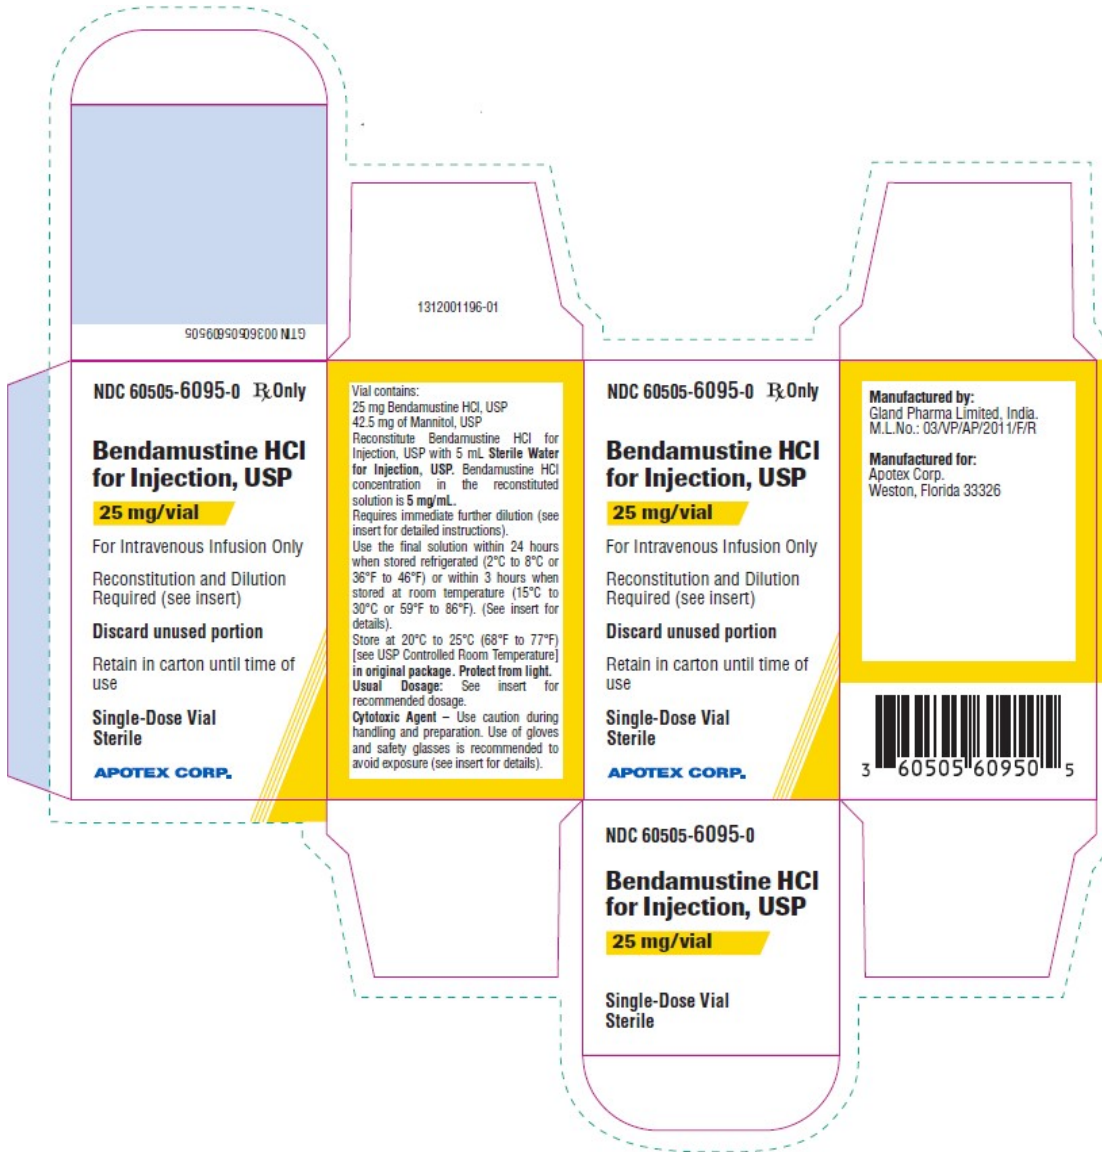 GTIN 00360505609505
1312001196-01
NDC 60505-6095-0 ℞ Only
Bendamustine HCl
for Injection, USP
25 mg/vial
For Intravenous Infusion Only
Reconstitution and Dilution
Required (see insert)
Discard unused portion
Retain in carton until time of
use
Single-Dose Vial
Sterile
APOTEX CORP.
Vial contains:
25 mg Bendamustine HCl, USP
42.5 mg of Mannitol, USP
Reconstitute Bendamustine HCl for
Injection, USP with 5 mL Sterile Water
for Injection, USP. Bendamustine HCl
concentration in the reconstituted
solution is 5 mg/mL.
Requires immediate further dilution (see
insert for detailed instructions).
Use the final solution within 24 hours
when stored refrigerated (2°C to 8°C or
36°F to 46°F) or within 3 hours when
stored at room temperature (15°C to
30°C or 59°F to 86°F). (See insert for
details).
Store at 20°C to 25°C (68°F to 77°F)
[see USP Controlled Room Temperature]
in original package. Protect from light.
Usual Dosage: See insert for
recommended dosage.
Cytotoxic Agent – Use caution during
handling and preparation. Use of gloves
and safety glasses is recommended to
avoid exposure (see insert for details).
NDC 60505-6095-0 ℞ Only
Bendamustine HCl
for Injection, USP
25 mg/vial
For Intravenous Infusion Only
Reconstitution and Dilution
Required (see insert)
Discard unused portion
Retain in carton until time of
use
Single-Dose Vial
Sterile
APOTEX CORP.
Manufactured by:
Gland Pharma Limited, India.
M.L.No.: 03/VP/AP/2011/F/R
Manufactured for:
Apotex Corp.
Weston, Florida 33326
3 60505 60950 5
NDC 60505-6095-0
Bendamustine HCl
for Injection, USP
25 mg/vial
Single-Dose Vial
Sterile